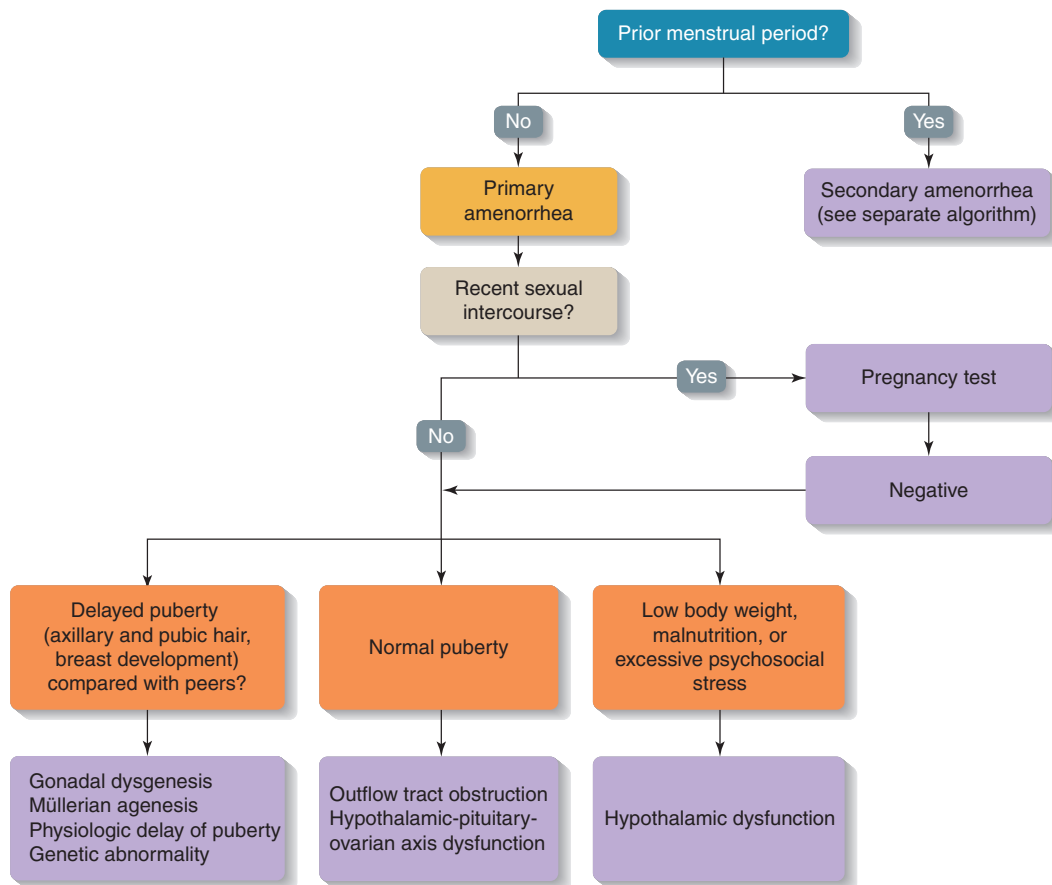 Prior menstrual period?
No
Yes
Primary
amenorrhea
Secondary amenorrhea
(see separate algorithm)
Recent sexual
intercourse?
Yes
Pregnancy test
No
Negative
Delayed puberty
(axillary and pubic hair,
breast development)
compared with peers?
Normal puberty
Low body weight,
malnutrition, or
excessive psychosocial
stress
Gonadal dysgenesis
Müllerian agenesis
Physiologic delay of puberty
Genetic abnormality
Outflow tract obstruction
Hypothalamic-pituitary-
ovarian axis dysfunction
Hypothalamic dysfunction